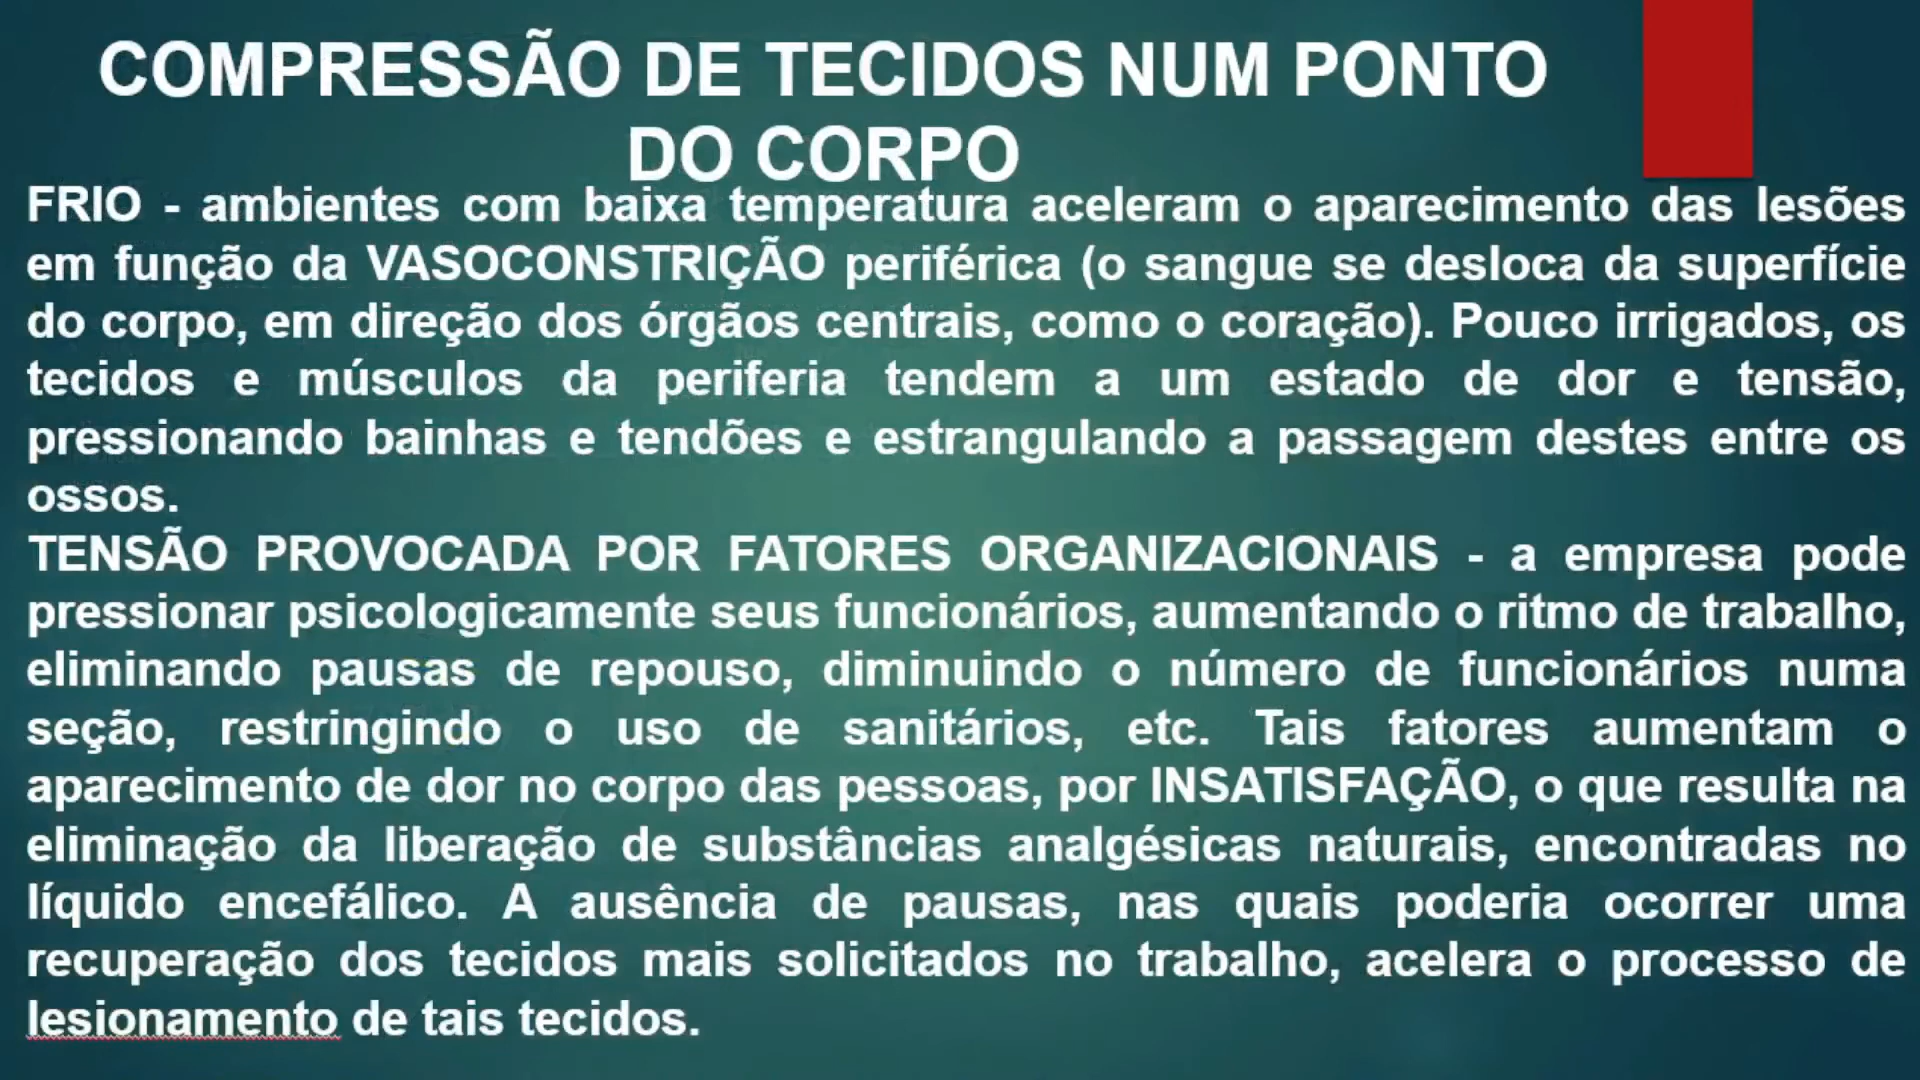 COMPRESSÃO DE TECIDOS NUM PONTO
DO CORPO
FRIO - ambientes com baixa temperatura aceleram o aparecimento das lesões
em função da VASOCONSTRIÇÃO periférica (o sangue se desloca da superfície
do corpo, em direção dos órgãos centrais, como o coração). Pouco irrigados, os
tecidos e músculos da periferia tendem a um estado de dor e tensão,
pressionando bainhas e tendões e estrangulando a passagem destes entre os
ossos.
TENSÃO PROVOCADA POR FATORES ORGANIZACIONAIS - a empresa pode
pressionar psicologicamente seus funcionários, aumentando o ritmo de trabalho,
eliminando pausas de repouso, diminuindo o número de funcionários numa
seção, restringindo o uso de sanitários, etc. Tais fatores aumentam o
aparecimento de dor no corpo das pessoas, por INSATISFAÇÃO, o que resulta na
eliminação da liberação de substâncias analgésicas naturais, encontradas no
líquido encefálico. A ausência de pausas, nas quais poderia ocorrer uma
recuperação dos tecidos mais solicitados no trabalho, acelera o processo de
lesionamento de tais tecidos.